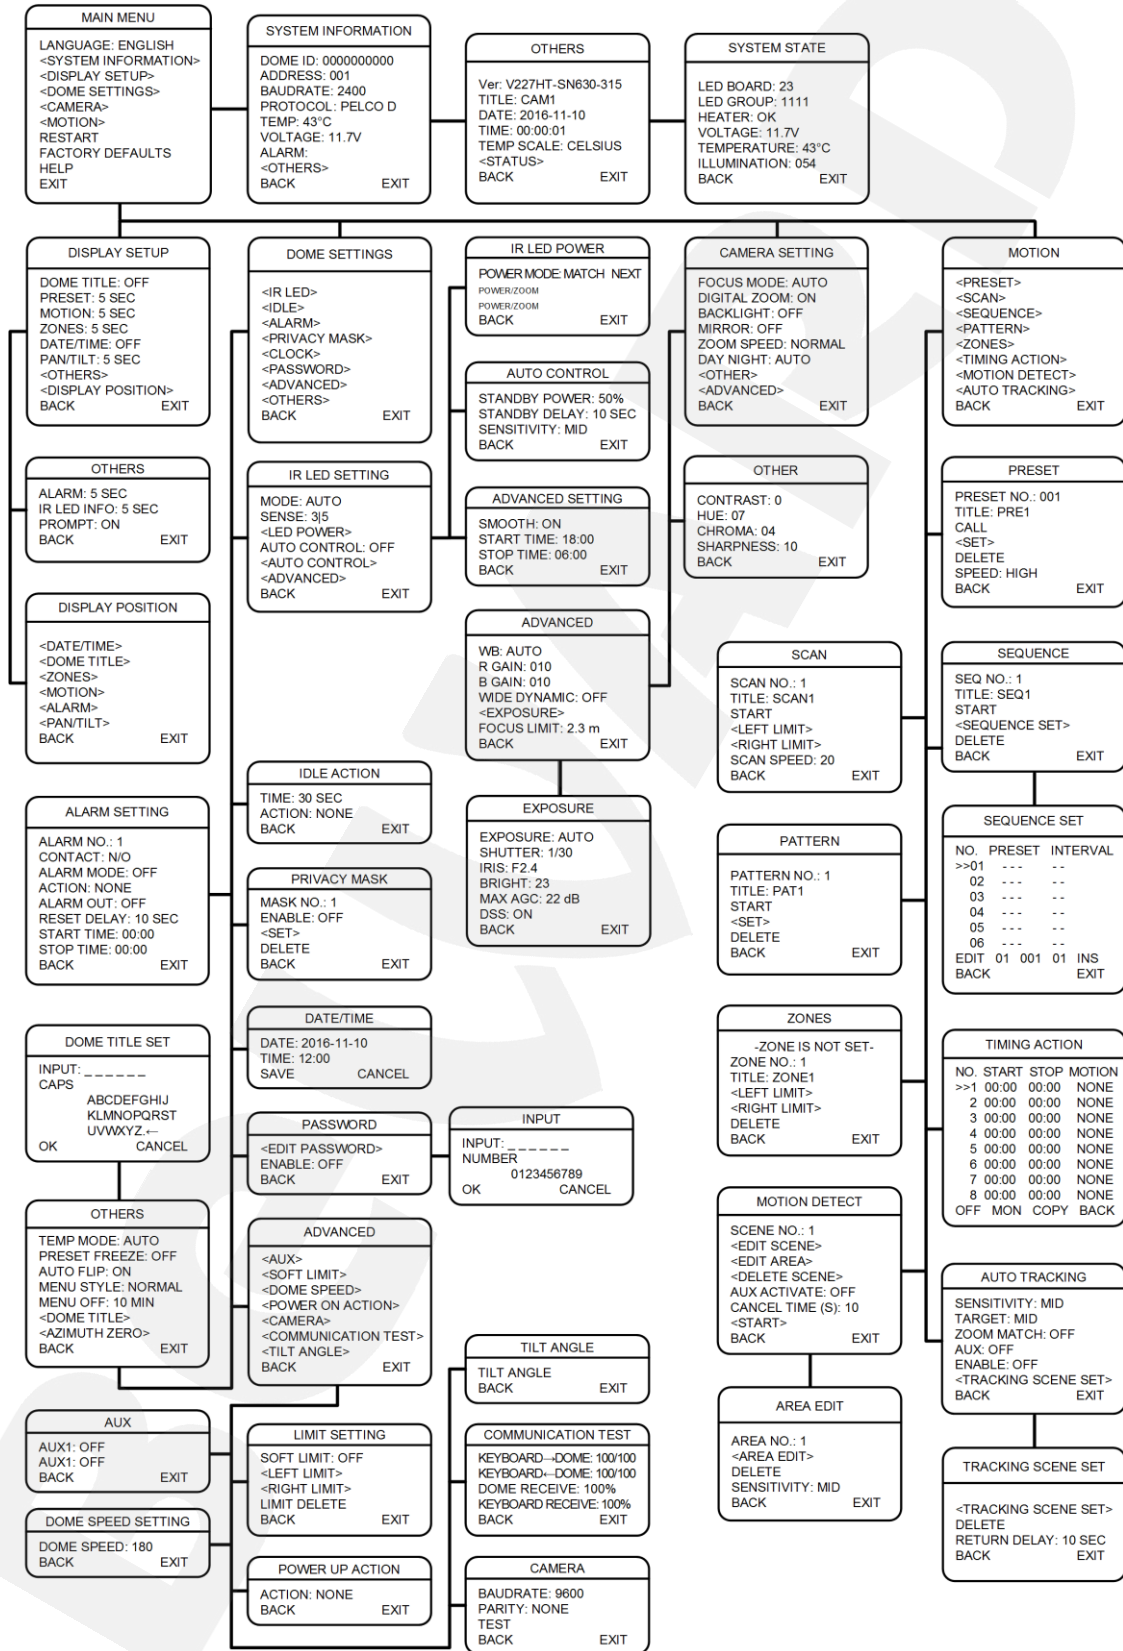 MAIN MENU
LANGUAGE: ENGLISH
<SYSTEM INFORMATION>
<DISPLAY SETUP>
<DOME SETTINGS>
<CAMERA>
<MOTION>
RESTART
FACTORY DEFAULTS
HELP
EXIT
SYSTEM INFORMATION
DOME ID: 0000000000
ADDRESS: 001
BAUDRATE: 2400
PROTOCOL: PELCO D
TEMP: 43°C
VOLTAGE: 11.7V
ALARM:
<OTHERS>
BACK EXIT
OTHERS
Ver: V227HT-SN630-315
TITLE: CAM1
DATE: 2016-11-10
TIME: 00:00:01
TEMP SCALE: CELSIUS
<STATUS>
BACK EXIT
SYSTEM STATE
LED BOARD: 23
LED GROUP: 1111
HEATER: OK
VOLTAGE: 11.7V
TEMPERATURE: 43°C
ILLUMINATION: 054
BACK EXIT
DISPLAY SETUP
DOME TITLE: OFF
PRESET: 5 SEC
MOTION: 5 SEC
ZONES: 5 SEC
DATE/TIME: OFF
PAN/TILT: 5 SEC
<OTHERS>
<DISPLAY POSITION>
BACK EXIT
DOME SETTINGS
<IR LED>
<IDLE>
<ALARM>
<PRIVACY MASK>
<CLOCK>
<PASSWORD>
<ADVANCED>
<OTHERS>
BACK EXIT
IR LED POWER
POWER MODE: MATCH NEXT
POWER/ZOOM
POWER/ZOOM
BACK EXIT
CAMERA SETTING
FOCUS MODE: AUTO
DIGITAL ZOOM: ON
BACKLIGHT: OFF
MIRROR: OFF
ZOOM SPEED: NORMAL
DAY NIGHT: AUTO
<OTHER>
<ADVANCED>
BACK EXIT
MOTION
<PRESET>
<SCAN>
<SEQUENCE>
<PATTERN>
<ZONES>
<TIMING ACTION>
<MOTION DETECT>
<AUTO TRACKING>
BACK EXIT
AUTO CONTROL
STANDBY POWER: 50%
STANDBY DELAY: 10 SEC
SENSITIVITY: MID
BACK EXIT
OTHERS
ALARM: 5 SEC
IR LED INFO: 5 SEC
PROMPT: ON
BACK EXIT
IR LED SETTING
MODE: AUTO
SENSE: 3|5
<LED POWER>
AUTO CONTROL: OFF
<AUTO CONTROL>
<ADVANCED>
BACK EXIT
ADVANCED SETTING
SMOOTH: ON
START TIME: 18:00
STOP TIME: 06:00
BACK EXIT
OTHER
CONTRAST: 0
HUE: 07
CHROMA: 04
SHARPNESS: 10
BACK EXIT
PRESET
PRESET NO.: 001
TITLE: PRE1
CALL
<SET>
DELETE
SPEED: HIGH
BACK EXIT
DISPLAY POSITION
<DATE/TIME>
<DOME TITLE>
<ZONES>
<MOTION>
<ALARM>
<PAN/TILT>
BACK EXIT
ADVANCED
WB: AUTO
R GAIN: 010
B GAIN: 010
WIDE DYNAMIC: OFF
<EXPOSURE>
FOCUS LIMIT: 2.3 m
BACK EXIT
SCAN
SCAN NO.: 1
TITLE: SCAN1
START
<LEFT LIMIT>
<RIGHT LIMIT>
SCAN SPEED: 20
BACK EXIT
SEQUENCE
SEQ NO.: 1
TITLE: SEQ1
START
<SEQUENCE SET>
DELETE
BACK EXIT
IDLE ACTION
TIME: 30 SEC
ACTION: NONE
BACK EXIT
ALARM SETTING
ALARM NO.: 1
CONTACT: N/O
ALARM MODE: OFF
ACTION: NONE
ALARM OUT: OFF
RESET DELAY: 10 SEC
START TIME: 00:00
STOP TIME: 00:00
BACK EXIT
EXPOSURE
EXPOSURE: AUTO
SHUTTER: 1/30
IRIS: F2.4
BRIGHT: 23
MAX AGC: 22 dB
DSS: ON
BACK EXIT
PATTERN
PATTERN NO.: 1
TITLE: PAT1
START
<SET>
DELETE
BACK EXIT
SEQUENCE SET
NO. PRESET INTERVAL
>>01 - - - - -
02 - - - - -
03 - - - - -
04 - - - - -
05 - - - - -
06 - - - - -
EDIT 01 001 01 INS
BACK EXIT
PRIVACY MASK
MASK NO.: 1
ENABLE: OFF
<SET>
DELETE
BACK EXIT
DATE/TIME
DATE: 2016-11-10
TIME: 12:00
SAVE CANCEL
ZONES
-ZONE IS NOT SET-
ZONE NO.: 1
TITLE: ZONE1
<LEFT LIMIT>
<RIGHT LIMIT>
DELETE
BACK EXIT
DOME TITLE SET
INPUT: _ _ _ _ _ _
CAPS
ABCDEFGHIJ
KLMNOPQRST
UVWXYZ.←
OK CANCEL
TIMING ACTION
NO. START STOP MOTION
>>1 00:00 00:00 NONE
2 00:00 00:00 NONE
3 00:00 00:00 NONE
4 00:00 00:00 NONE
5 00:00 00:00 NONE
6 00:00 00:00 NONE
7 00:00 00:00 NONE
8 00:00 00:00 NONE
OFF MON COPY BACK
PASSWORD
<EDIT PASSWORD>
ENABLE: OFF
BACK EXIT
INPUT
INPUT: _ _ _ _ _ _
NUMBER
0123456789
OK CANCEL
MOTION DETECT
SCENE NO.: 1
<EDIT SCENE>
<EDIT AREA>
<DELETE SCENE>
AUX ACTIVATE: OFF
CANCEL TIME (S): 10
<START>
BACK EXIT
OTHERS
TEMP MODE: AUTO
PRESET FREEZE: OFF
AUTO FLIP: ON
MENU STYLE: NORMAL
MENU OFF: 10 MIN
<DOME TITLE>
<AZIMUTH ZERO>
BACK EXIT
ADVANCED
<AUX>
<SOFT LIMIT>
<DOME SPEED>
<POWER ON ACTION>
<CAMERA>
<COMMUNICATION TEST>
<TILT ANGLE>
BACK EXIT
AUTO TRACKING
SENSITIVITY: MID
TARGET: MID
ZOOM MATCH: OFF
AUX: OFF
ENABLE: OFF
<TRACKING SCENE SET>
BACK EXIT
TILT ANGLE
TILT ANGLE
BACK EXIT
AREA EDIT
AREA NO.: 1
<AREA EDIT>
DELETE
SENSITIVITY: MID
BACK EXIT
AUX
AUX1: OFF
AUX1: OFF
BACK EXIT
LIMIT SETTING
SOFT LIMIT: OFF
<LEFT LIMIT>
<RIGHT LIMIT>
LIMIT DELETE
BACK EXIT
COMMUNICATION TEST
KEYBOARD→DOME: 100/100
KEYBOARD←DOME: 100/100
DOME RECEIVE: 100%
KEYBOARD RECEIVE: 100%
BACK EXIT
TRACKING SCENE SET
<TRACKING SCENE SET>
DELETE
RETURN DELAY: 10 SEC
BACK EXIT
DOME SPEED SETTING
DOME SPEED: 180
BACK EXIT
POWER UP ACTION
ACTION: NONE
BACK EXIT
CAMERA
BAUDRATE: 9600
PARITY: NONE
TEST
BACK EXIT